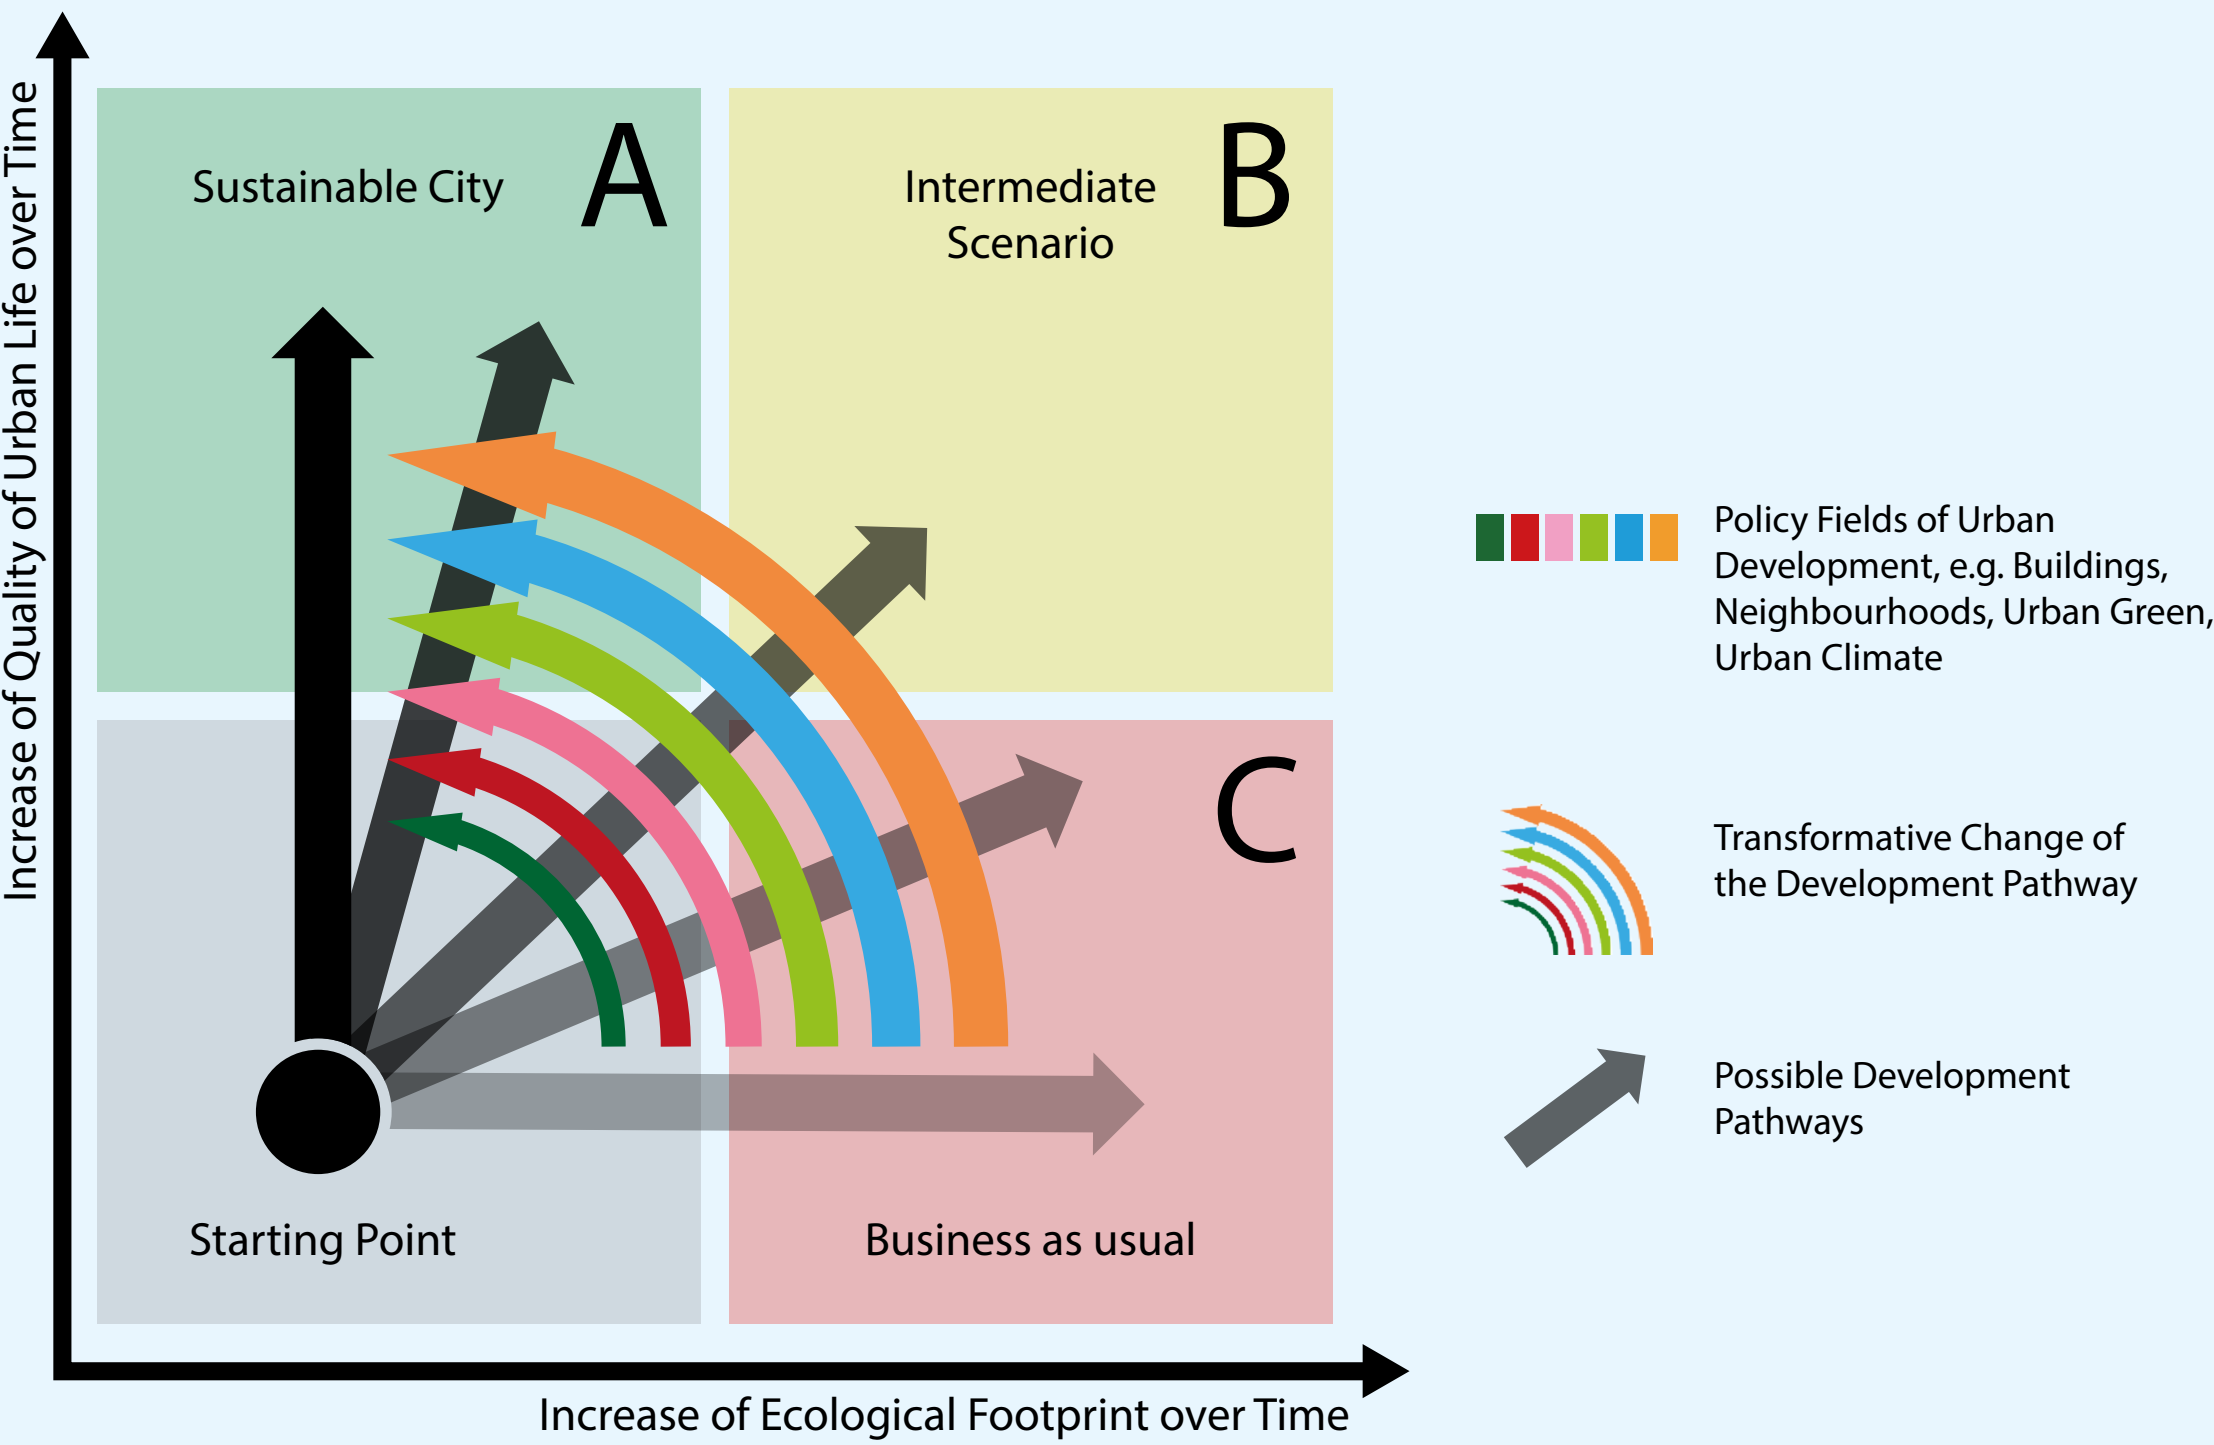 Increase of Quality of Urban Life over Time
Sustainable City
A
Intermediate
Scenario
B
C
Starting Point
Business as usual
Increase of Ecological Footprint over Time
Policy Fields of Urban
Development, e.g. Buildings,
Neighbourhoods, Urban Green,
Urban Climate
Transformative Change of
the Development Pathway
Possible Development
Pathways